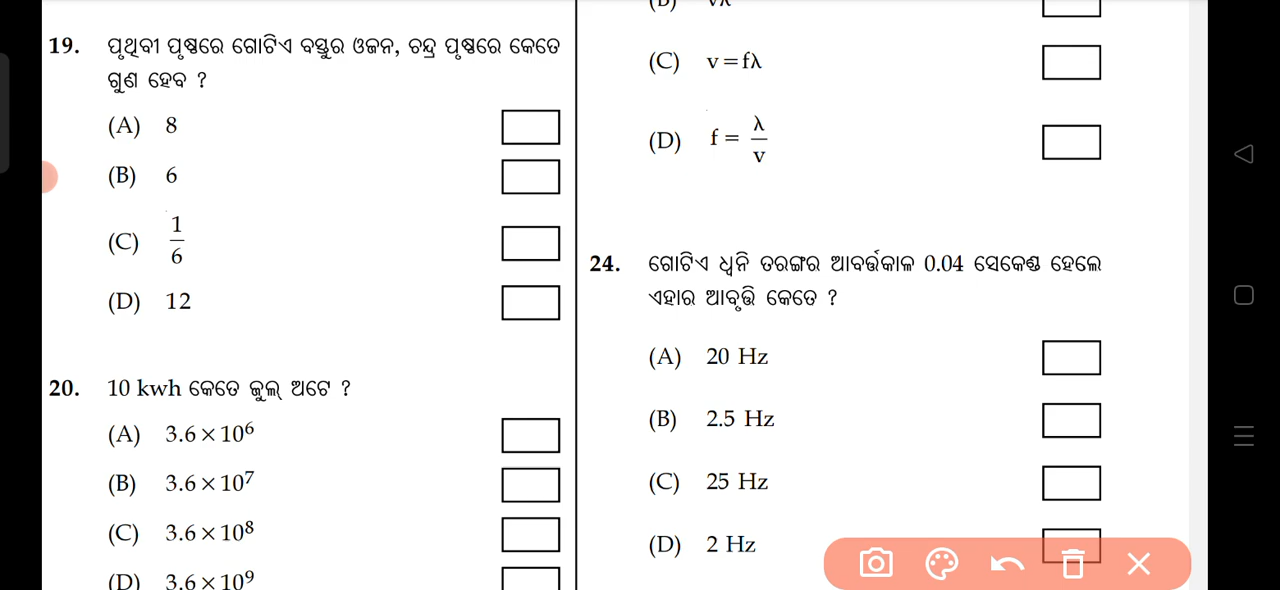 19. ପୃଥିବୀ ପୃଷ୍ଠରେ ଗୋଟିଏ ବସ୍ତୁର ଓଜନ, ଚନ୍ଦ୍ର ପୃଷ୍ଠରେ କେତେ
ଗୁଣ ହେବ ?
(A) 8
(B) 6
(C) 1/6
(D) 12
20. 10 kwh କେତେ ଜୁଲ୍ ଅଟେ ?
(A) 3.6 × 10⁶
(B) 3.6 × 10⁷
(C) 3.6 × 10⁸
(D) 3.6 × 10⁹
(C) v = fλ
(D) f = λ/v
24. ଗୋଟିଏ ଧ୍ୱନି ତରଙ୍ଗର ଆବର୍ତ୍ତକାଳ 0.04 ସେକେଣ୍ଡ ହେଲେ
ଏହାର ଆବୃତ୍ତି କେତେ ?
(A) 20 Hz
(B) 2.5 Hz
(C) 25 Hz
(D) 2 Hz